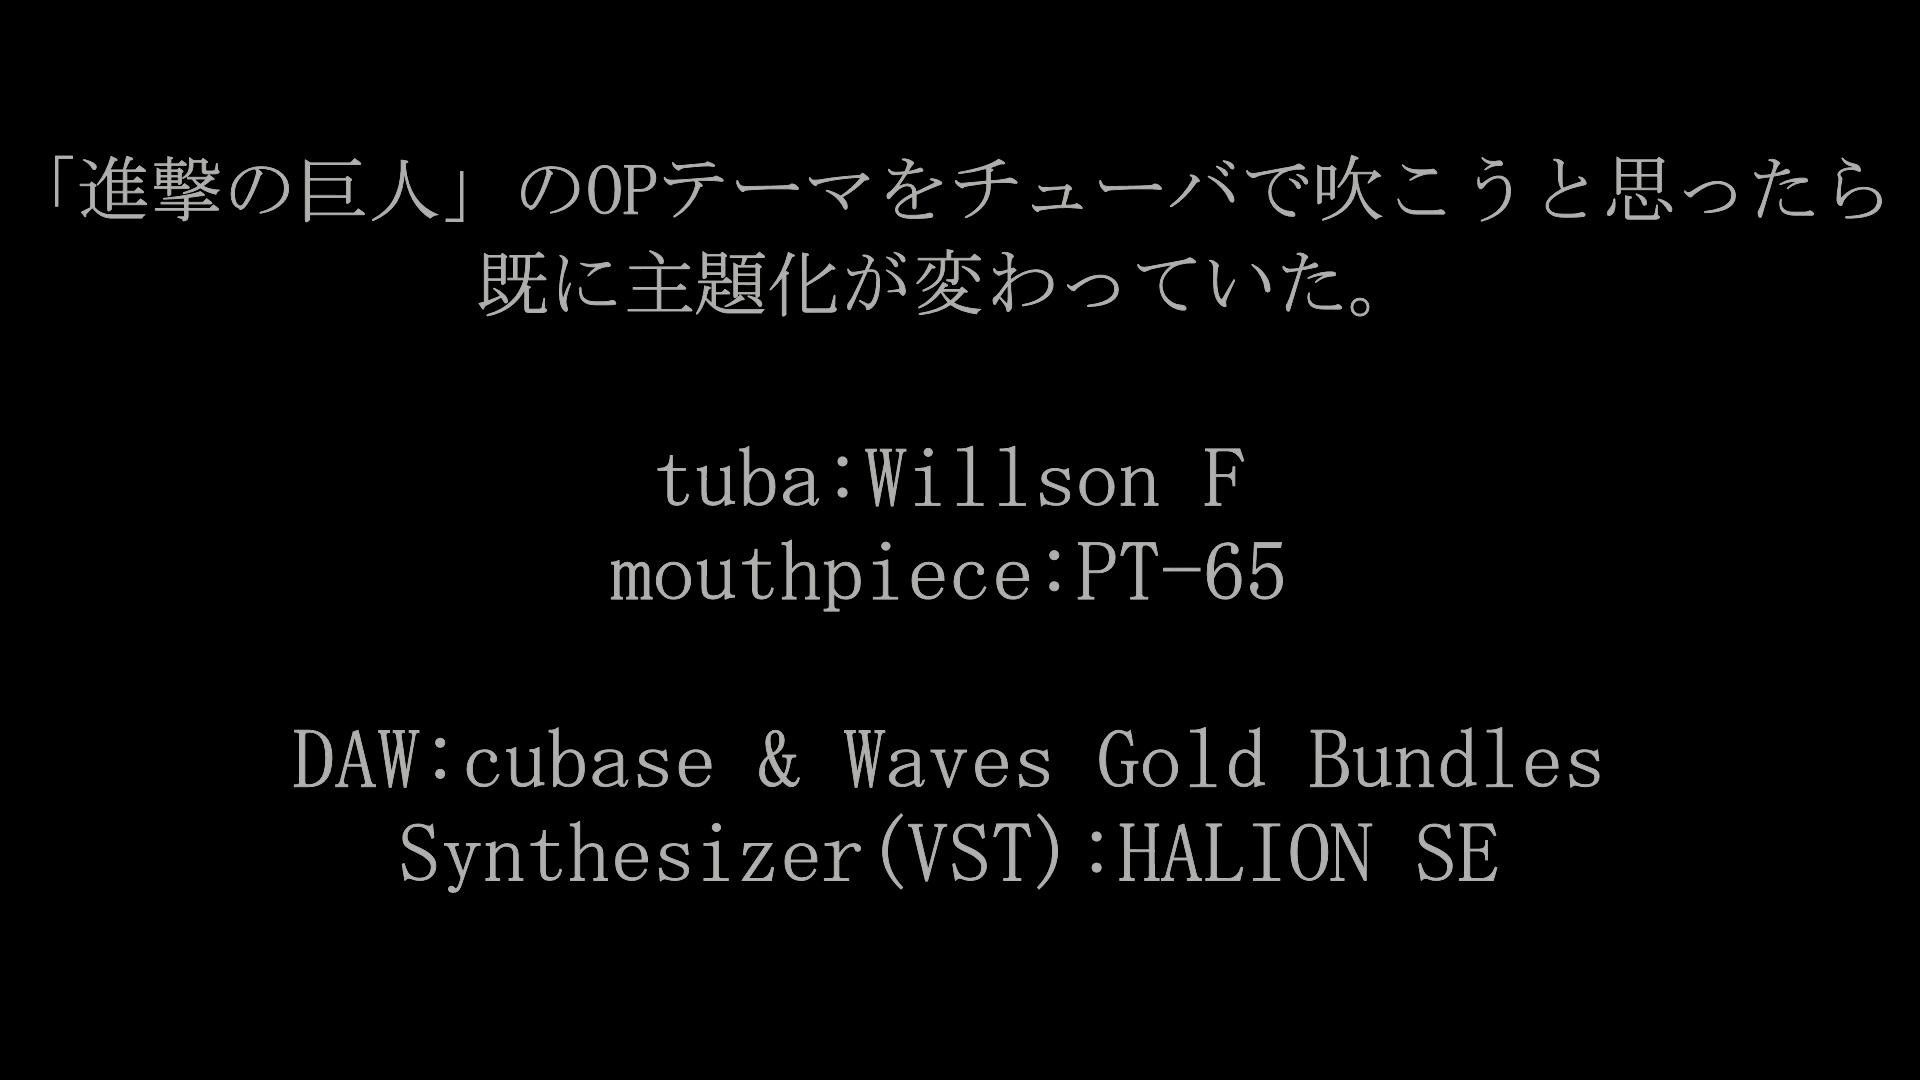 「進撃の巨人」のOPテーマをチューバで吹こうと思ったら
既に主題化が変わっていた。
tuba:Willson F
mouthpiece:PT-65
DAW:cubase & Waves Gold Bundles
Synthesizer(VST):HALION SE